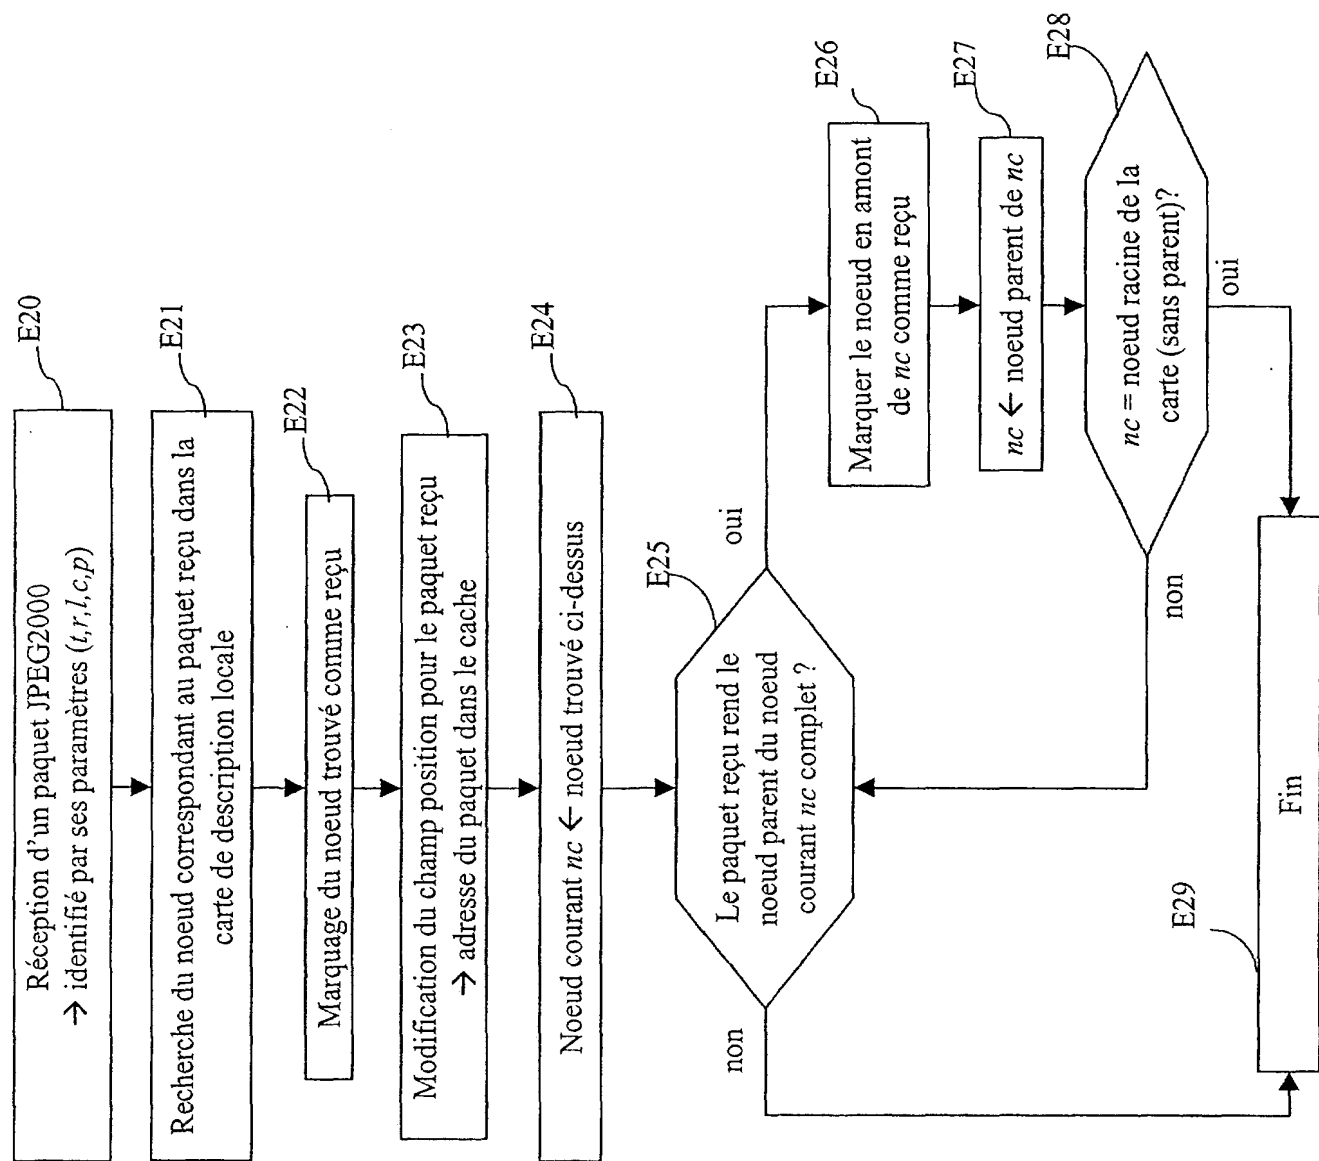 E20
Réception d'un paquet JPEG2000
→ identifié par ses paramètres (t,r,l,c,p)
E21
Recherche du noeud correspondant au paquet reçu dans la
carte de description locale
E22
Marquage du noeud trouvé comme reçu
E23
Modification du champ position pour le paquet reçu
→ adresse du paquet dans le cache
E24
Noeud courant nc ← noeud trouvé ci-dessus
E25
Le paquet reçu rend le
noeud parent du noeud
courant nc complet ?
non
oui
E26
Marquer le noeud en amont
de nc comme reçu
E27
nc ← noeud parent de nc
E28
nc = noeud racine de la
carte (sans parent)?
non
oui
E29
Fin